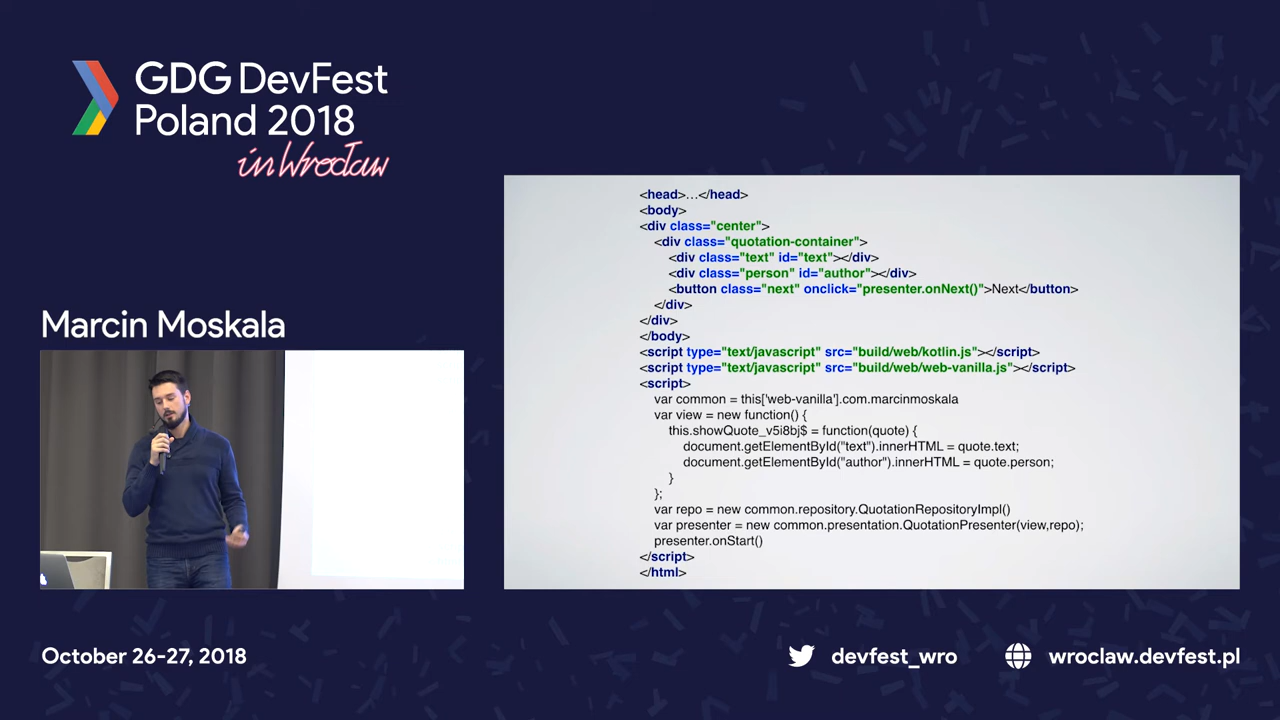 GDG DevFest
Poland 2018
in Wrocław
Marcin Moskala
<head>…</head>
<body>
<div class="center">
<div class="quotation-container">
<div class="text" id="text"></div>
<div class="person" id="author"></div>
<button class="next" onclick="presenter.onNext()">Next</button>
</div>
</div>
</body>
<script type="text/javascript" src="build/web/kotlin.js"></script>
<script type="text/javascript" src="build/web/web-vanilla.js"></script>
<script>
var common = this['web-vanilla'].com.marcinmoskala
var view = new function() {
this.showQuote_v5i8bj$ = function(quote) {
document.getElementById("text").innerHTML = quote.text;
document.getElementById("author").innerHTML = quote.person;
}
};
var repo = new common.repository.QuotationRepositoryImpl()
var presenter = new common.presentation.QuotationPresenter(view,repo);
presenter.onStart()
</script>
</html>
October 26-27, 2018
devfest_wro
wroclaw.devfest.pl